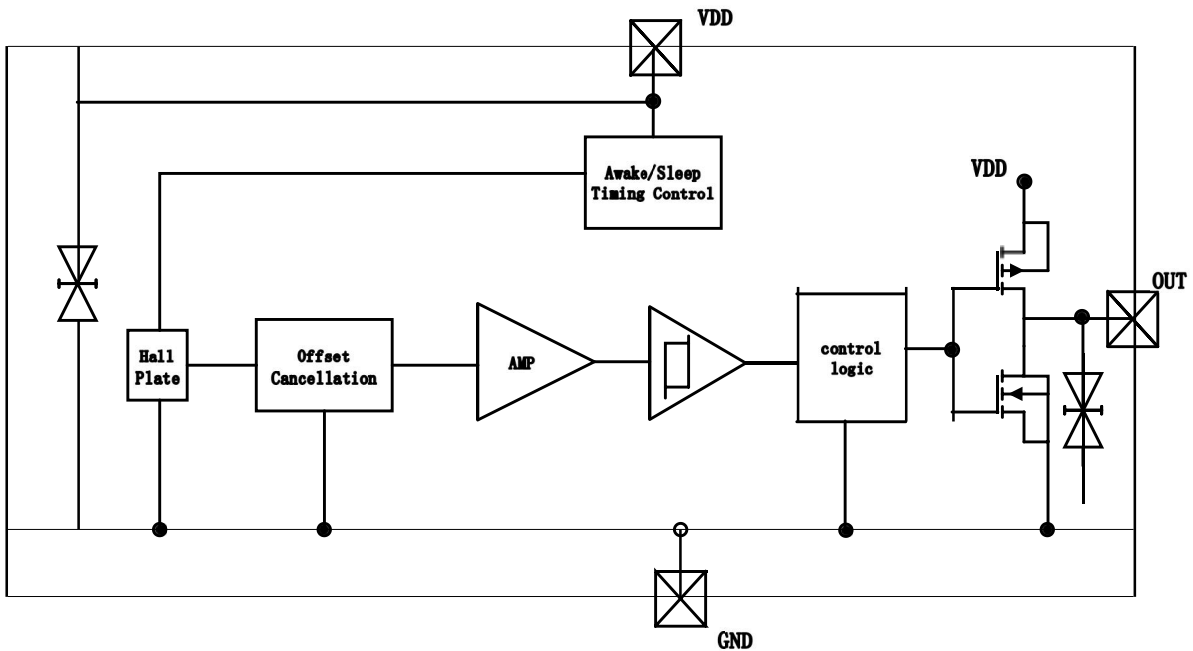 VDD
Awake/Sleep
Timing Control
VDD
OUT
Hall
Plate
Offset
Cancellation
AMP
control
logic
GND